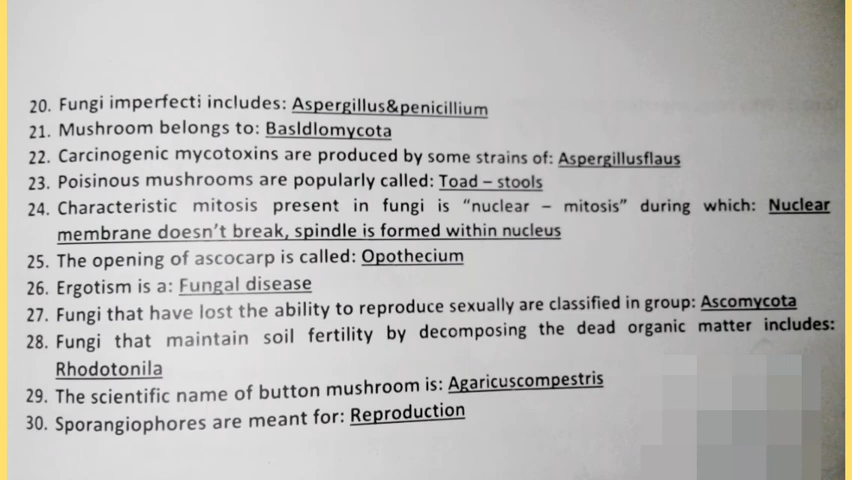 20. Fungi imperfecti includes: Aspergillus&penicillium
21. Mushroom belongs to: Basldlomycota
22. Carcinogenic mycotoxins are produced by some strains of: Aspergillusflaus
23. Poisinous mushrooms are popularly called: Toad – stools
24. Characteristic mitosis present in fungi is “nuclear – mitosis” during which: Nuclear
membrane doesn’t break, spindle is formed within nucleus
25. The opening of ascocarp is called: Opothecium
26. Ergotism is a: Fungal disease
27. Fungi that have lost the ability to reproduce sexually are classified in group: Ascomycota
28. Fungi that maintain soil fertility by decomposing the dead organic matter includes:
Rhodotonila
29. The scientific name of button mushroom is: Agaricuscompestris
30. Sporangiophores are meant for: Reproduction